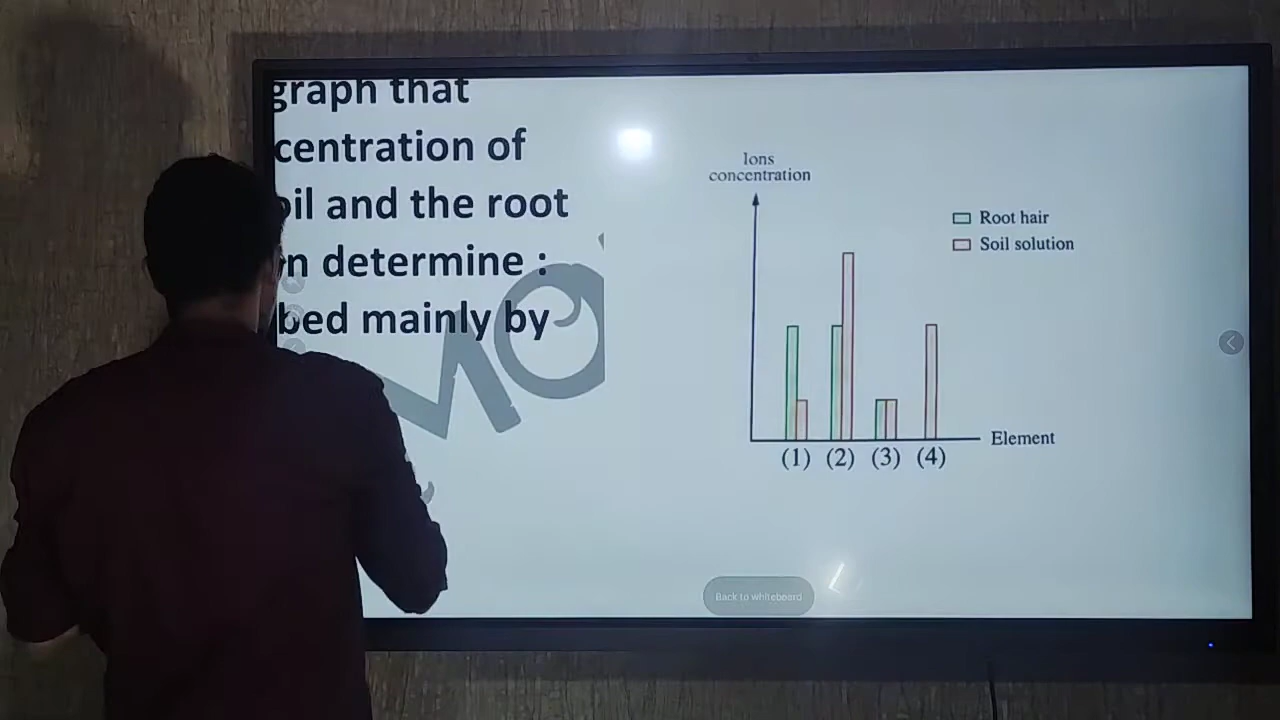 graph that
centration of
oil and the root
n determine :
bed mainly by
MO
Ions
concentration
Root hair
Soil solution
Element
(1) (2) (3) (4)
Back to whiteboard